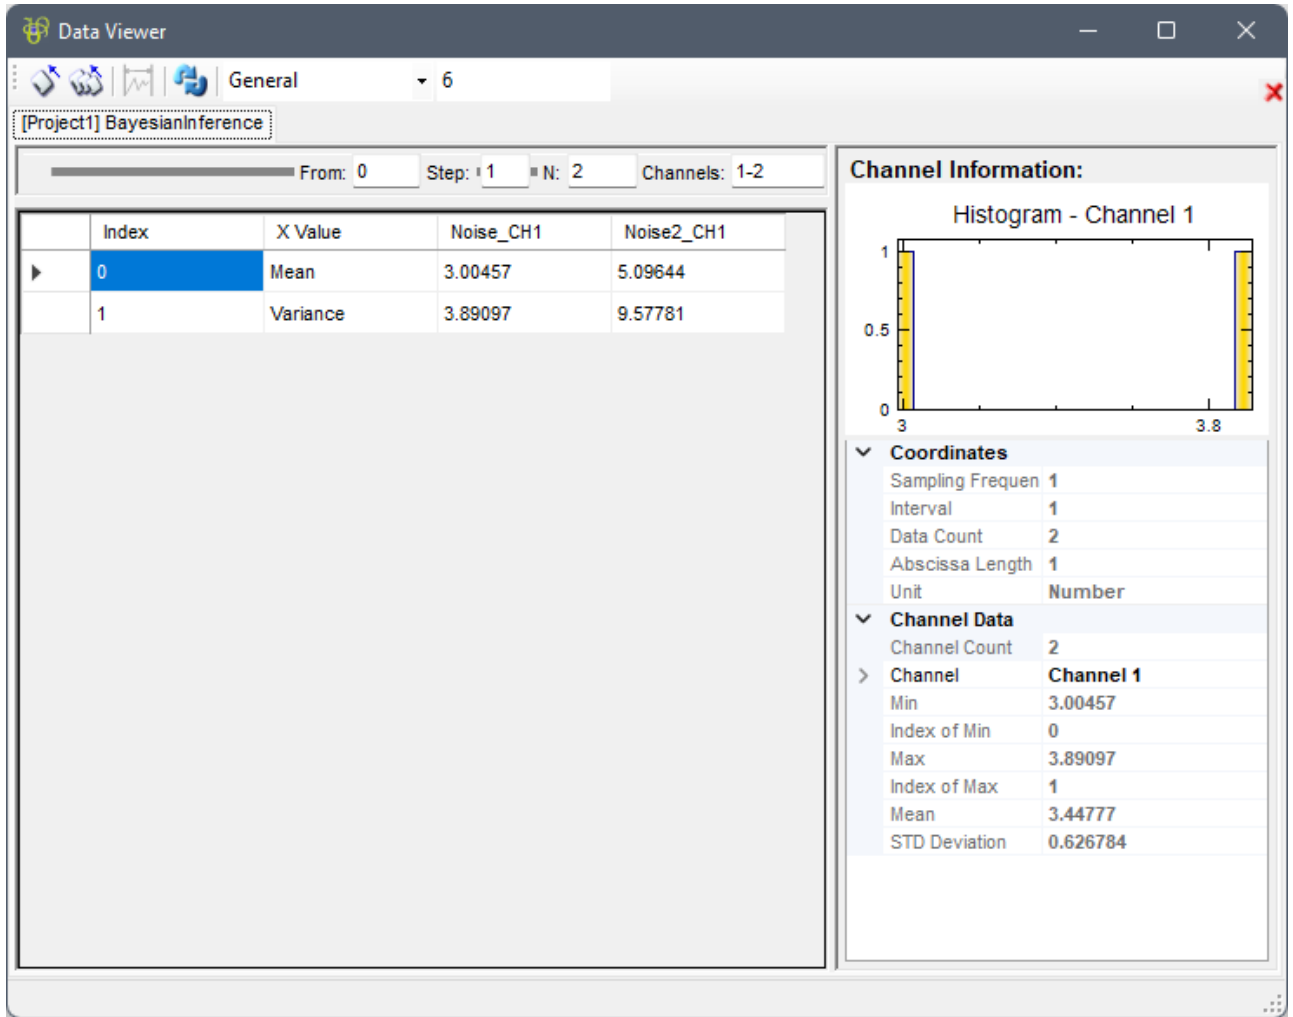 Data Viewer
General 6
[Project1] BayesianInference
From: 0 Step: 1 N: 2 Channels: 1-2
Index X Value Noise_CH1 Noise2_CH1
0 Mean 3.00457 5.09644
1 Variance 3.89097 9.57781
Channel Information:
Histogram - Channel 1
1
0.5
0
3 3.8
Coordinates
Sampling Frequen 1
Interval 1
Data Count 2
Abscissa Length 1
Unit Number
Channel Data
Channel Count 2
Channel Channel 1
Min 3.00457
Index of Min 0
Max 3.89097
Index of Max 1
Mean 3.44777
STD Deviation 0.626784